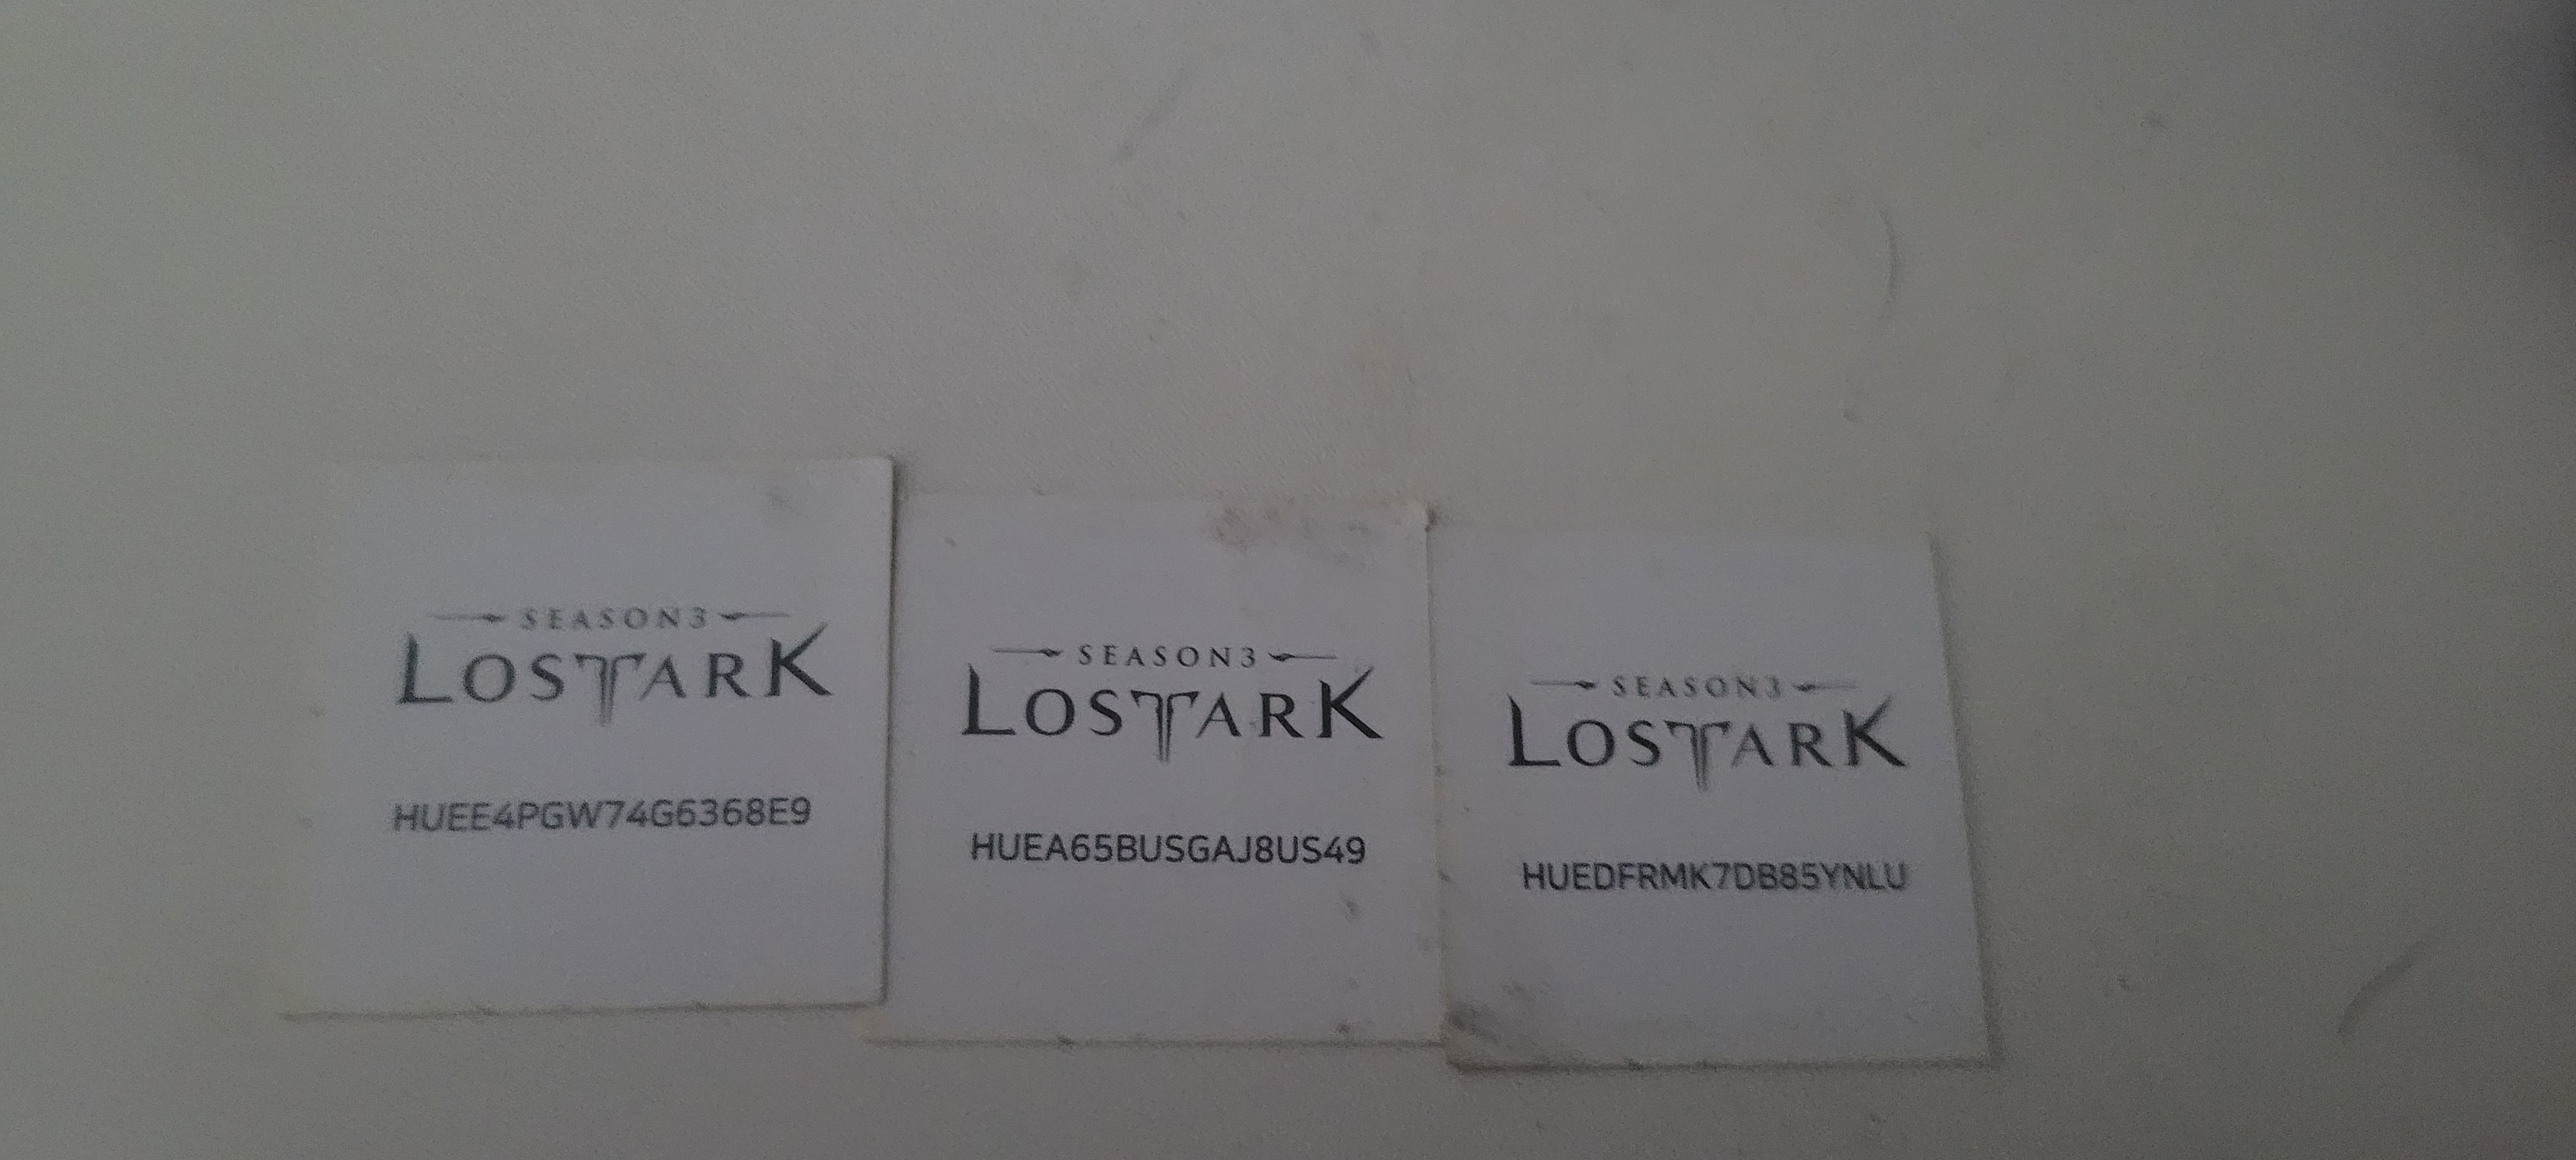 SEASON3
LOSTARK
HUEE4PGW74G6368E9
SEASON3
LOSTARK
HUEA65BUSGAJ8US49
SEASON3
LOSTARK
HUEDFRMK7DB85YNLU